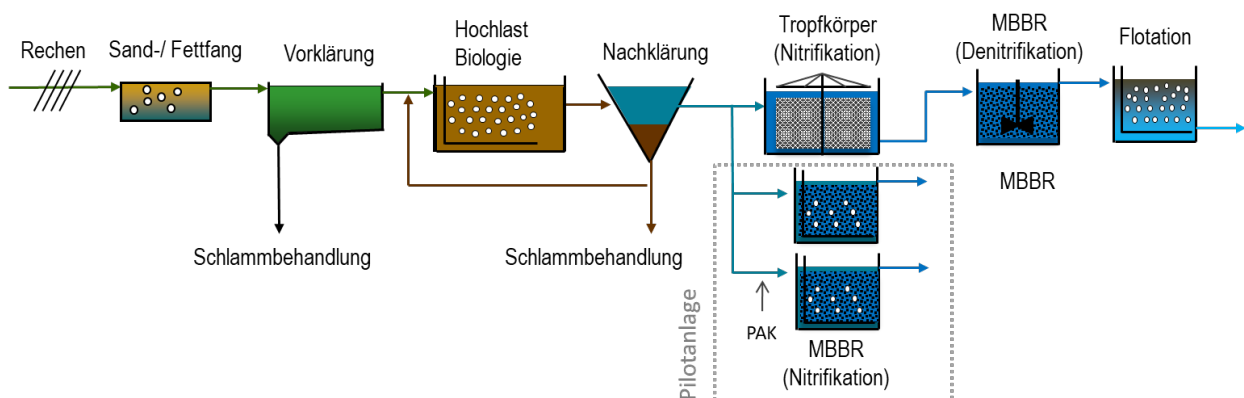 Rechen
Sand-/ Fettfang
Vorklärung
Hochlast
Biologie
Nachklärung
Tropfkörper
(Nitrifikation)
MBBR
(Denitrifikation)
Flotation
MBBR
Schlammbehandlung
Schlammbehandlung
Pilotanlage
PAK
MBBR
(Nitrifikation)